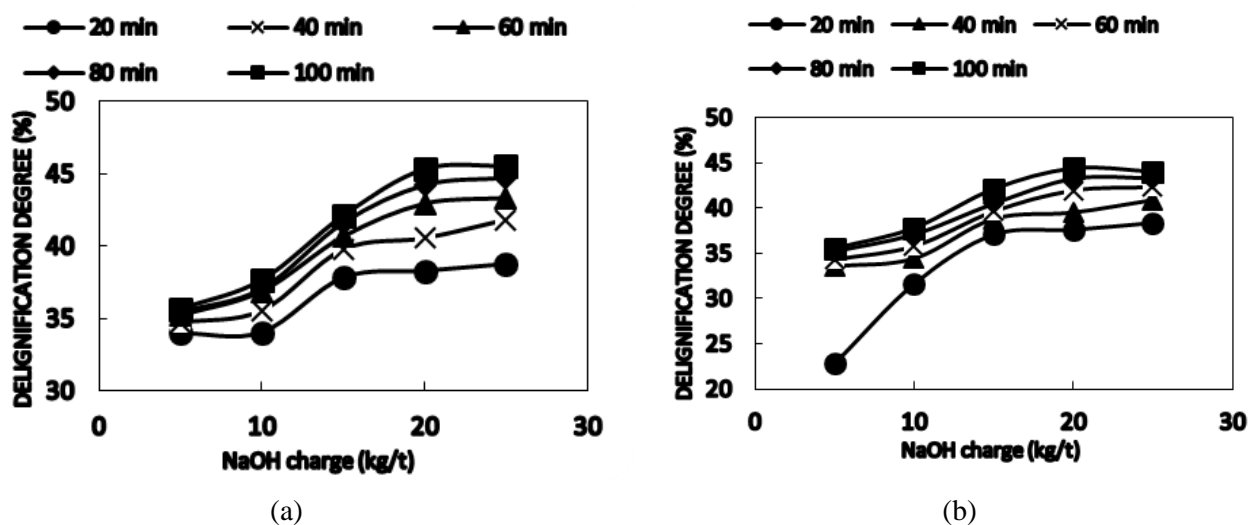 20 min 40 min 60 min
80 min 100 min
DELIGNIFICATION DEGREE (%)
50
45
40
35
30
0 10 20 30
NaOH charge (kg/t)
(a)
20 min 40 min 60 min
80 min 100 min
DELIGNIFICATION DEGREE (%)
50
45
40
35
30
25
20
0 10 20 30
NaOH charge (kg/t)
(b)